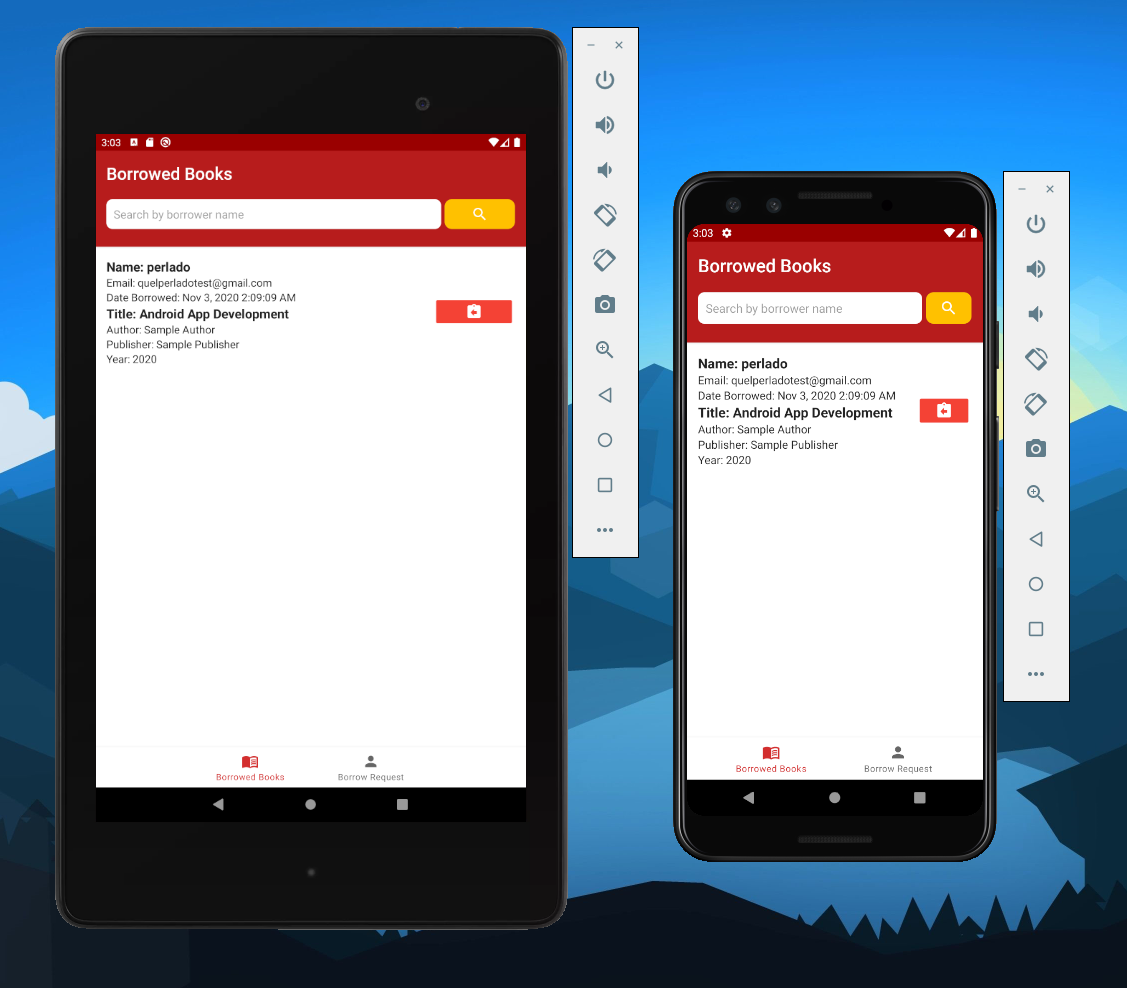 3:03
Borrowed Books
Search by borrower name
Name: perlado
Email: quelperladotest@gmail.com
Date Borrowed: Nov 3, 2020 2:09:09 AM
Title: Android App Development
Author: Sample Author
Publisher: Sample Publisher
Year: 2020
Borrowed Books
Borrow Request
3:03
Borrowed Books
Search by borrower name
Name: perlado
Email: quelperladotest@gmail.com
Date Borrowed: Nov 3, 2020 2:09:09 AM
Title: Android App Development
Author: Sample Author
Publisher: Sample Publisher
Year: 2020
Borrowed Books
Borrow Request